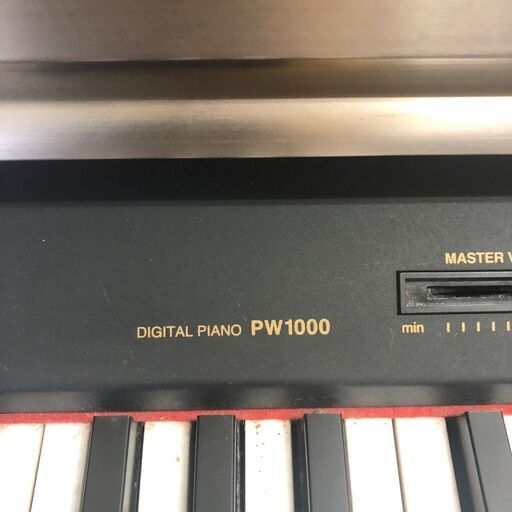 MASTER V
DIGITAL PIANO PW1000
min